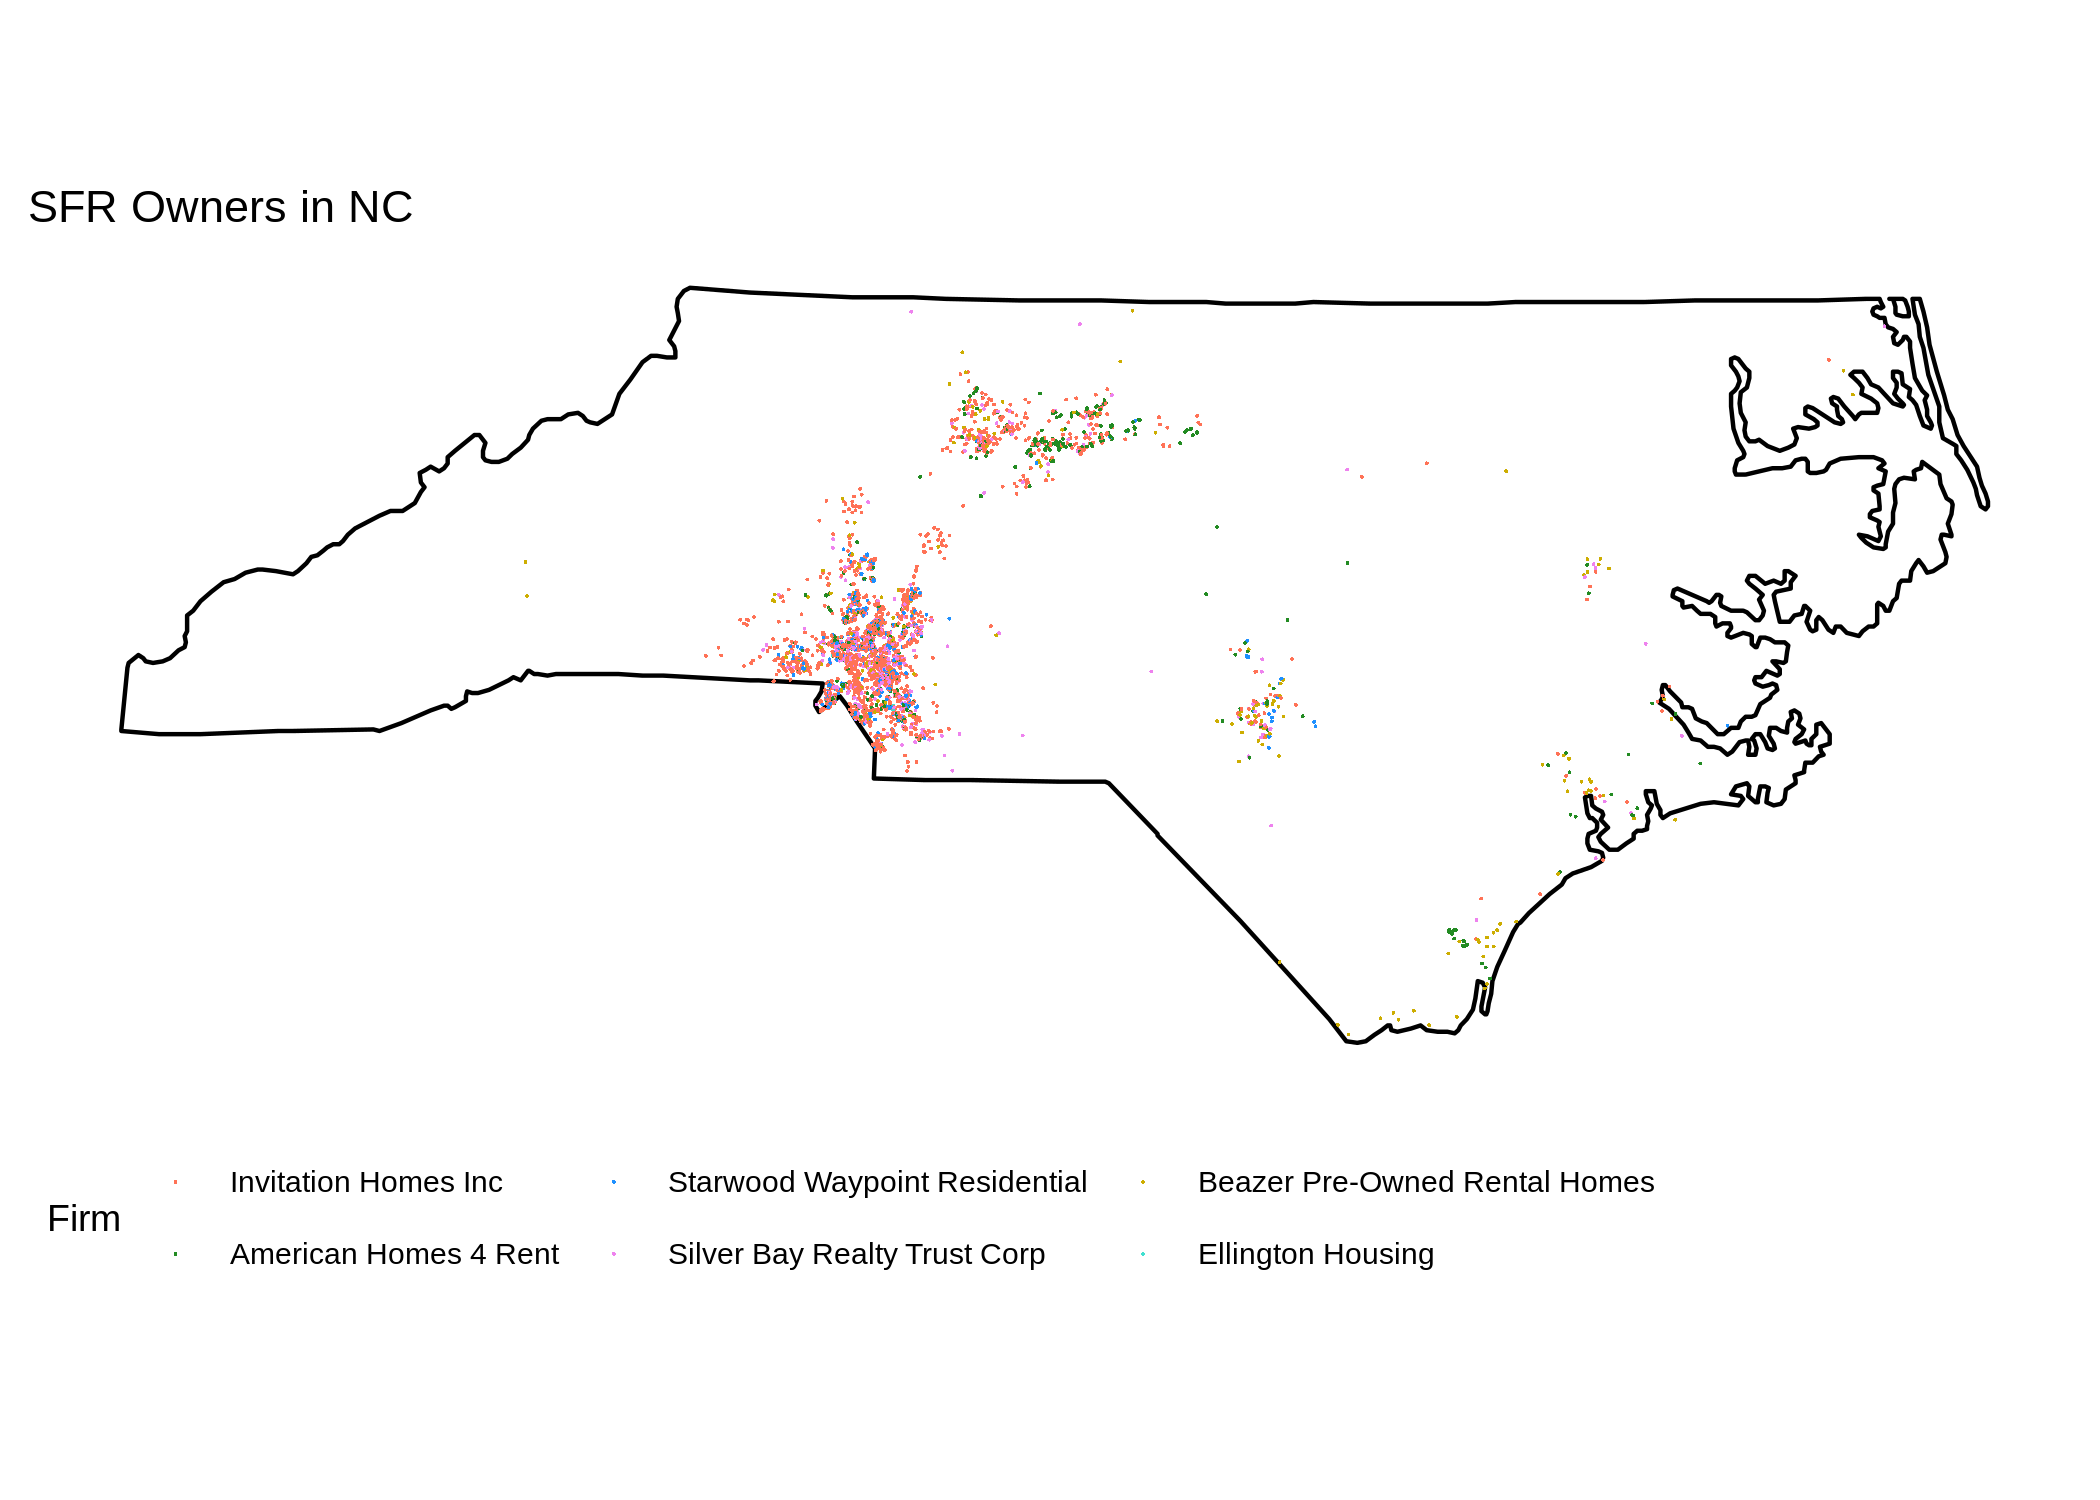 SFR Owners in NC
Firm
Invitation Homes Inc
Starwood Waypoint Residential
Beazer Pre-Owned Rental Homes
American Homes 4 Rent
Silver Bay Realty Trust Corp
Ellington Housing